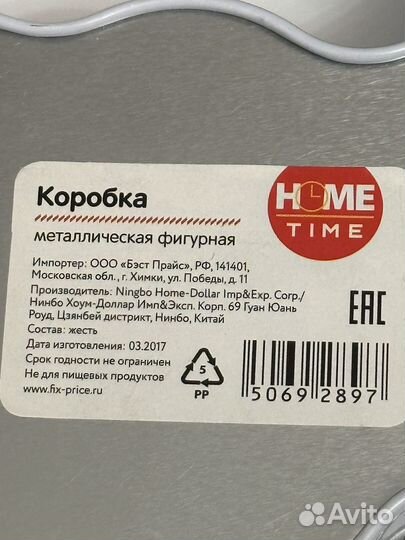 Коробка
металлическая фигурная
HOME
TIME
Импортер: ООО «Бэст Прайс», РФ, 141401,
Московская обл., г. Химки, ул. Победы, д. 11
Производитель: Ningbo Home-Dollar Imp&Exp. Corp./
Нинбо Хоум-Доллар Имп&Эксп. Корп. 69 Гуан Юань
Роуд, Цзянбей дистрикт, Нинбо, Китай
Состав: жесть
Дата изготовления: 03.2017
Срок годности не ограничен
Не для пищевых продуктов
www.fix-price.ru
5
PP
EAC
5069 2897
Avito